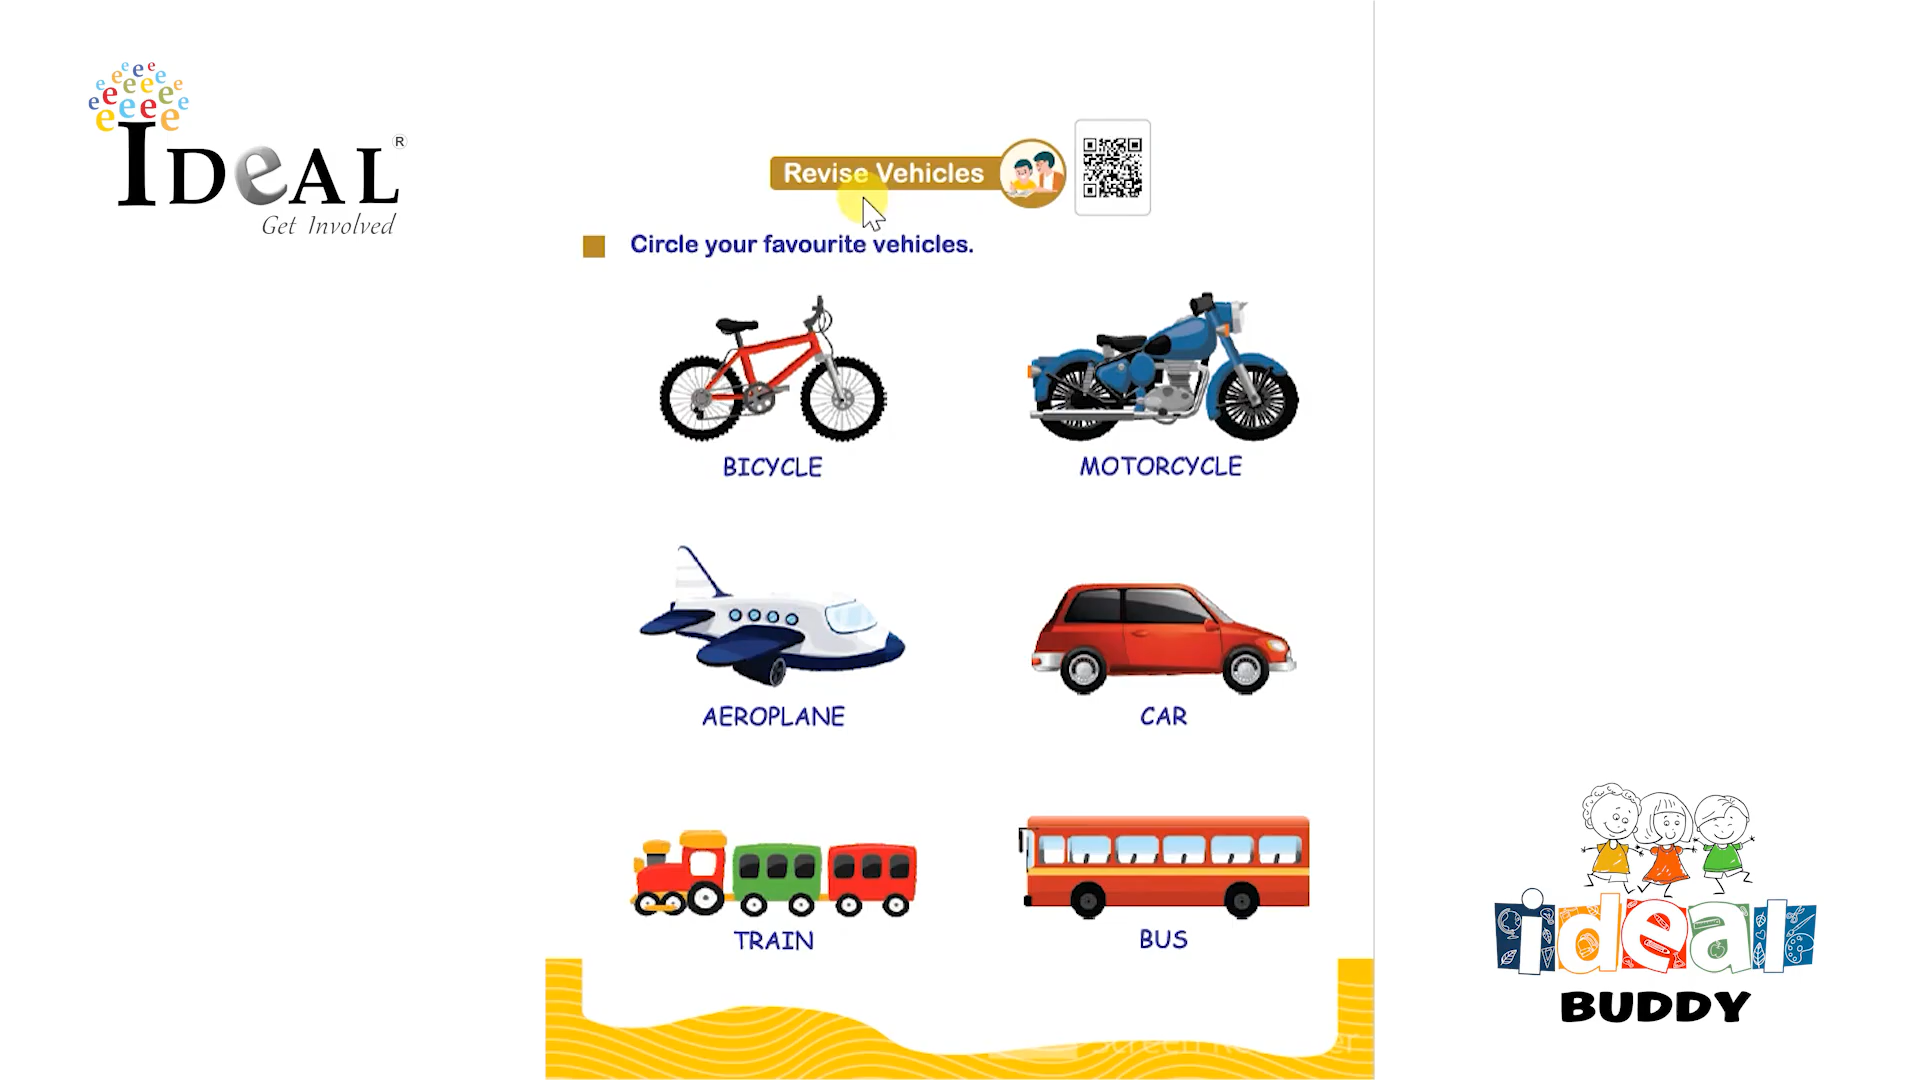 IDeAL®
Get Involved
Revise Vehicles
Circle your favourite vehicles.
BICYCLE
MOTORCYCLE
AEROPLANE
CAR
TRAIN
BUS
ideal
BUDDY